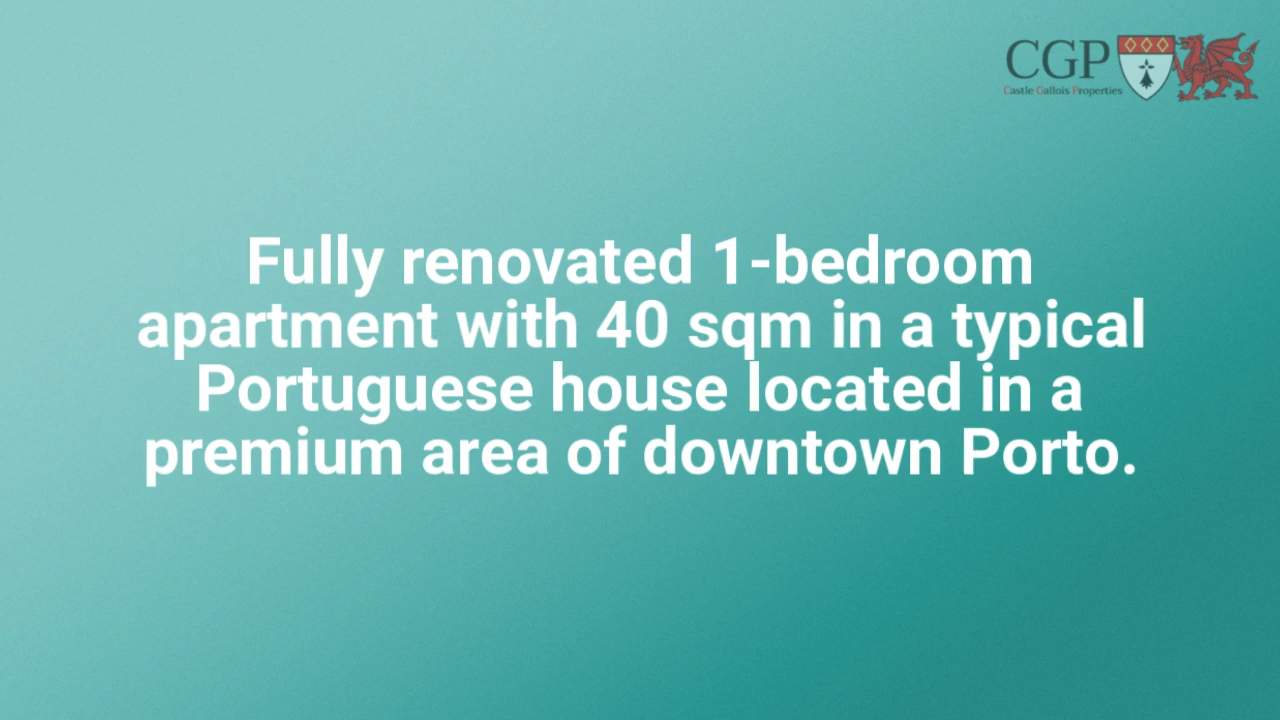 CGP
Castle Gallois Properties
Fully renovated 1-bedroom
apartment with 40 sqm in a typical
Portuguese house located in a
premium area of downtown Porto.